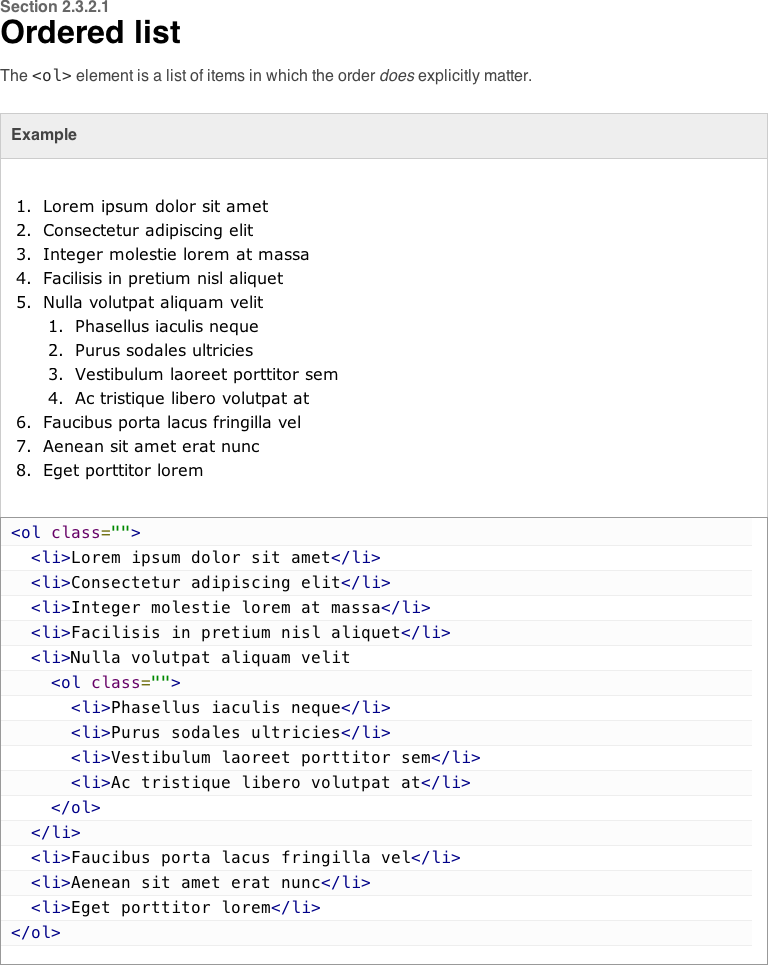 Section 2.3.2.1
Ordered list
The <ol> element is a list of items in which the order does explicitly matter.
Example
1. Lorem ipsum dolor sit amet
2. Consectetur adipiscing elit
3. Integer molestie lorem at massa
4. Facilisis in pretium nisl aliquet
5. Nulla volutpat aliquam velit
1. Phasellus iaculis neque
2. Purus sodales ultricies
3. Vestibulum laoreet porttitor sem
4. Ac tristique libero volutpat at
6. Faucibus porta lacus fringilla vel
7. Aenean sit amet erat nunc
8. Eget porttitor lorem
<ol class="">
  <li>Lorem ipsum dolor sit amet</li>
  <li>Consectetur adipiscing elit</li>
  <li>Integer molestie lorem at massa</li>
  <li>Facilisis in pretium nisl aliquet</li>
  <li>Nulla volutpat aliquam velit
    <ol class="">
      <li>Phasellus iaculis neque</li>
      <li>Purus sodales ultricies</li>
      <li>Vestibulum laoreet porttitor sem</li>
      <li>Ac tristique libero volutpat at</li>
    </ol>
  </li>
  <li>Faucibus porta lacus fringilla vel</li>
  <li>Aenean sit amet erat nunc</li>
  <li>Eget porttitor lorem</li>
</ol>